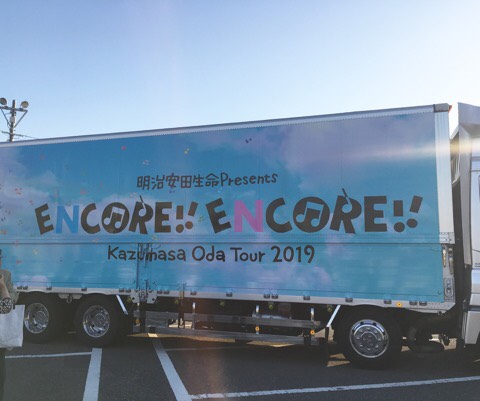 明治安田生命Presents
ENCORE!! ENCORE!!
Kazumasa Oda Tour 2019